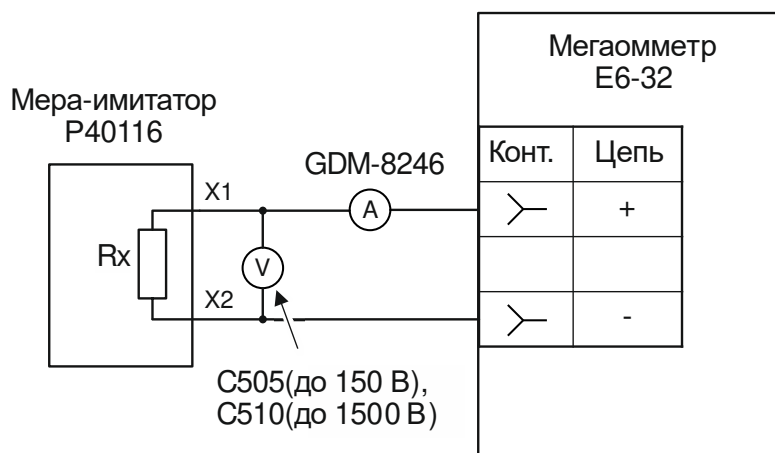 Мегаомметр
Е6-32
Мера-имитатор
Р40116
GDM-8246
Конт.
Цепь
X1
A
+
Rx
V
X2
-
С505(до 150 В),
С510(до 1500 В)